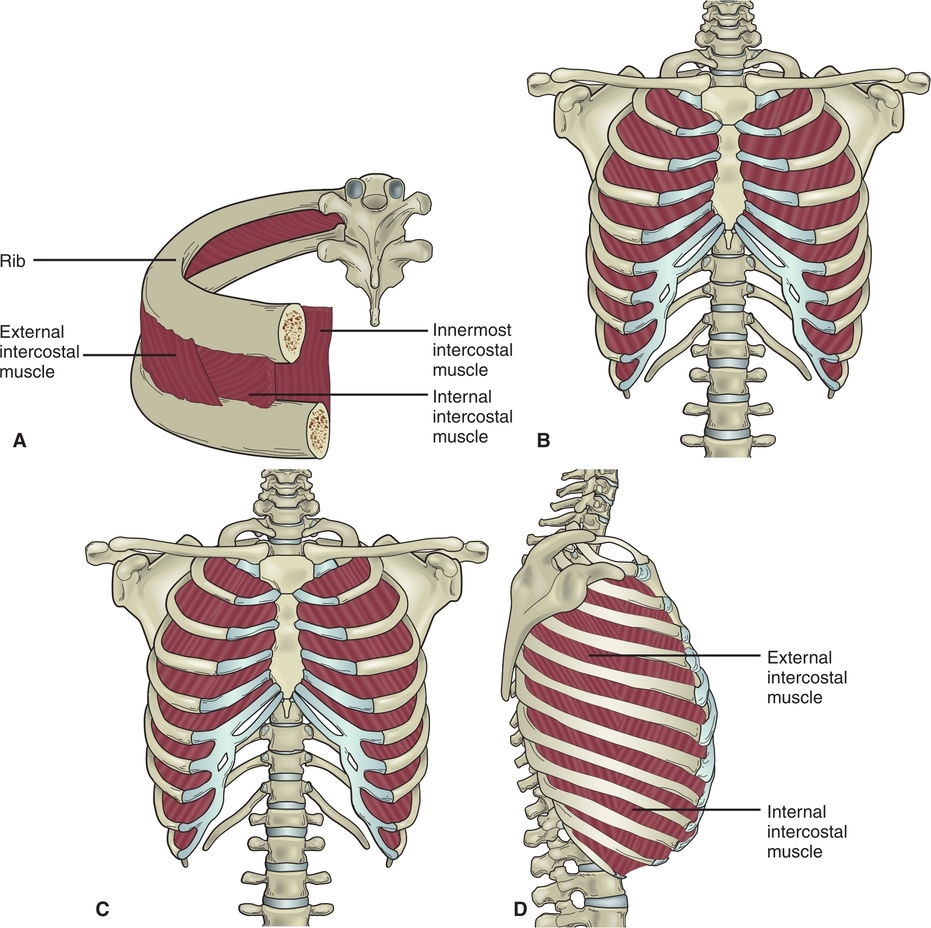 Rib
External
intercostal
muscle
Innermost
intercostal
muscle
Internal
intercostal
muscle
A
B
C
External
intercostal
muscle
Internal
intercostal
muscle
D